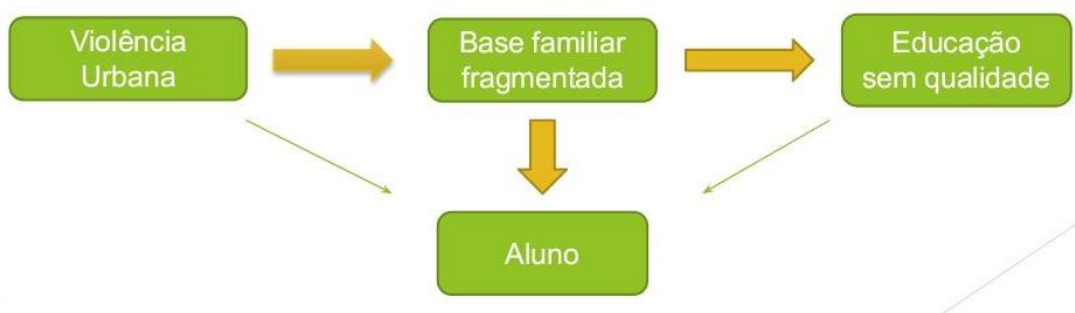 Violência
Urbana
Base familiar
fragmentada
Educação
sem qualidade
Aluno